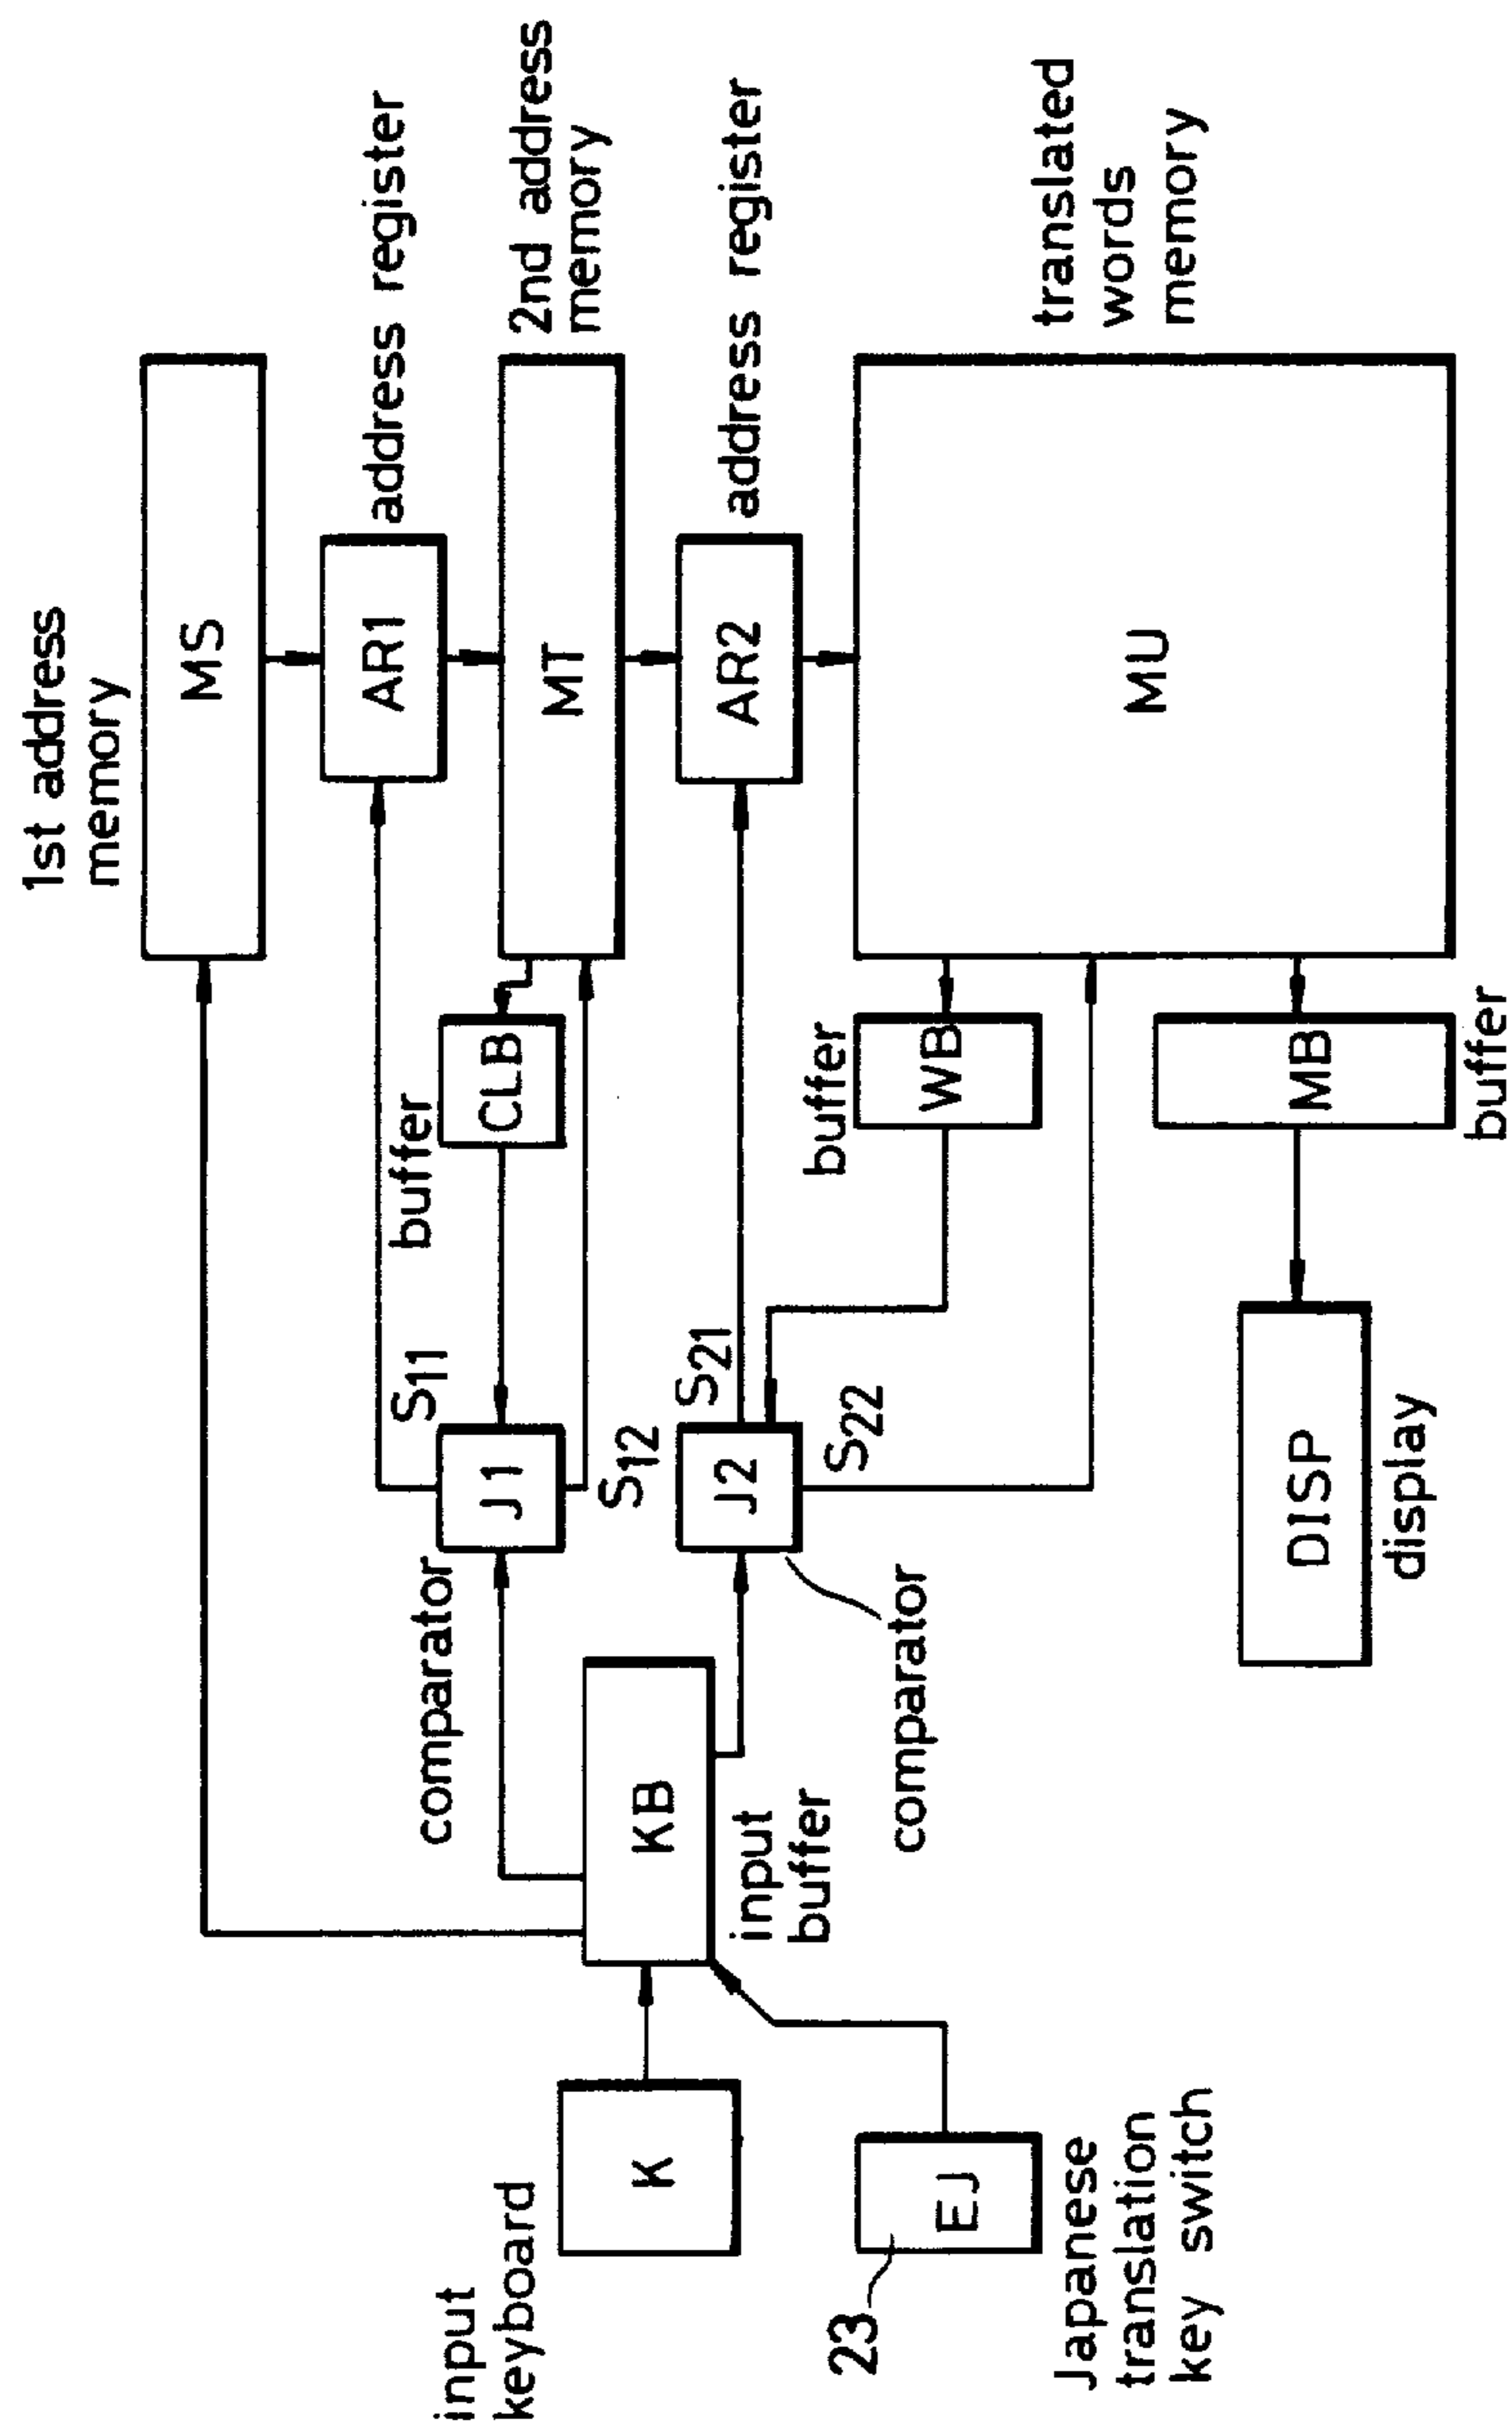 1st address
memory
MS
AR1
address register
MT
2nd address
memory
buffer
CLB
S11
J1
S12
comparator
AR2
address register
S21
J2
S22
comparator
MU
translated
words
memory
buffer
WB
MB
buffer
DISP
display
KB
input
buffer
input
keyboard
K
23
EJ
Japanese
translation
key switch